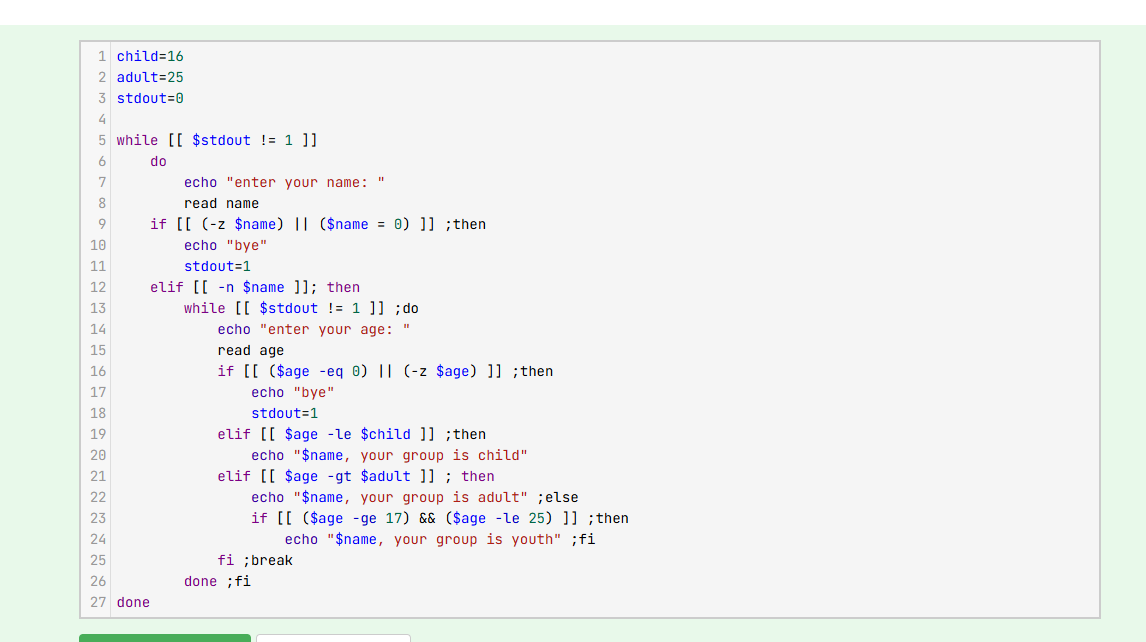 1 child=16
2 adult=25
3 stdout=0
4
5 while [[ $stdout != 1 ]]
6     do
7         echo "enter your name: "
8         read name
9     if [[ (-z $name) || ($name = 0) ]] ;then
10         echo "bye"
11         stdout=1
12     elif [[ -n $name ]]; then
13         while [[ $stdout != 1 ]] ;do
14             echo "enter your age: "
15             read age
16             if [[ ($age -eq 0) || (-z $age) ]] ;then
17                 echo "bye"
18                 stdout=1
19             elif [[ $age -le $child ]] ;then
20                 echo "$name, your group is child"
21             elif [[ $age -gt $adult ]] ; then
22                 echo "$name, your group is adult" ;else
23                 if [[ ($age -ge 17) && ($age -le 25) ]] ;then
24                     echo "$name, your group is youth" ;fi
25             fi ;break
26         done ;fi
27 done